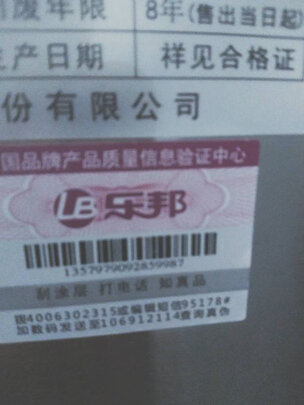 报废年限 8年(售出当日起)
生产日期 祥见合格证
份有限公司
国品牌产品质量信息验证中心
LB 乐邦
1357979092859987
刮涂层 打电话 知真品
拨4006302315或编辑短信95178#
加数码发送至106912114查询真伪